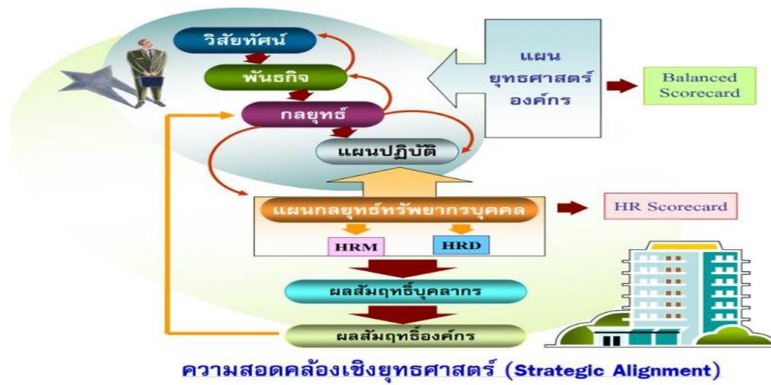 วิสัยทัศน์
พันธกิจ
กลยุทธ์
แผนปฏิบัติ
แผน
ยุทธศาสตร์
องค์กร
Balanced
Scorecard
แผนกลยุทธ์ทรัพยากรบุคคล
HR Scorecard
HRM
HRD
ผลสัมฤทธิ์บุคลากร
ผลสัมฤทธิ์องค์กร
ความสอดคล้องเชิงยุทธศาสตร์ (Strategic Alignment)